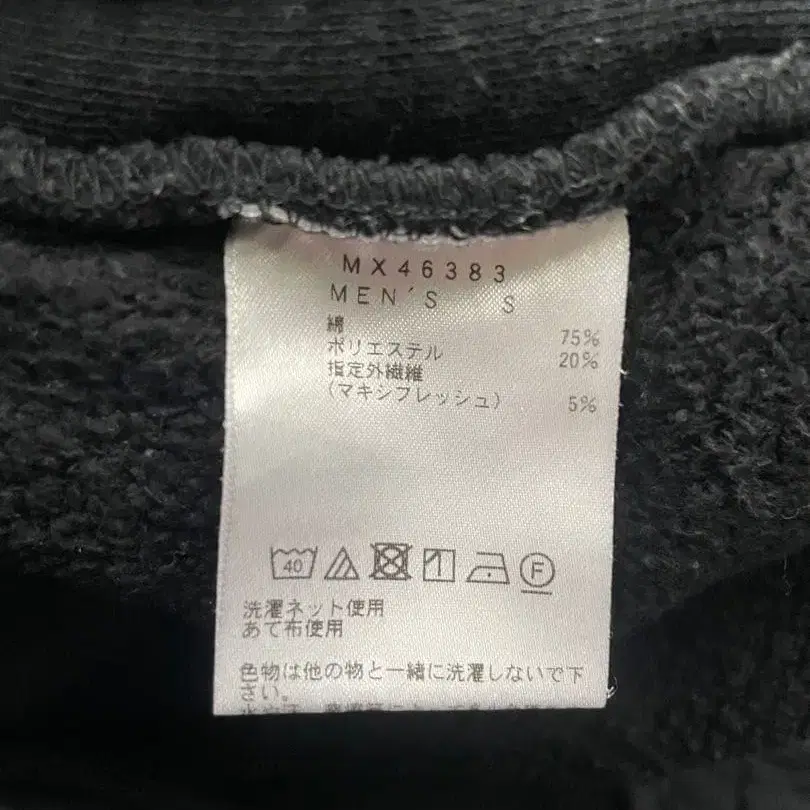 MX46383
MEN'S S
綿 75%
ポリエステル 20%
指定外繊維
(マキシフレッシュ) 5%
40 F
洗濯ネット使用
あて布使用
色物は他の物と一緒に洗濯しないで下
さい。